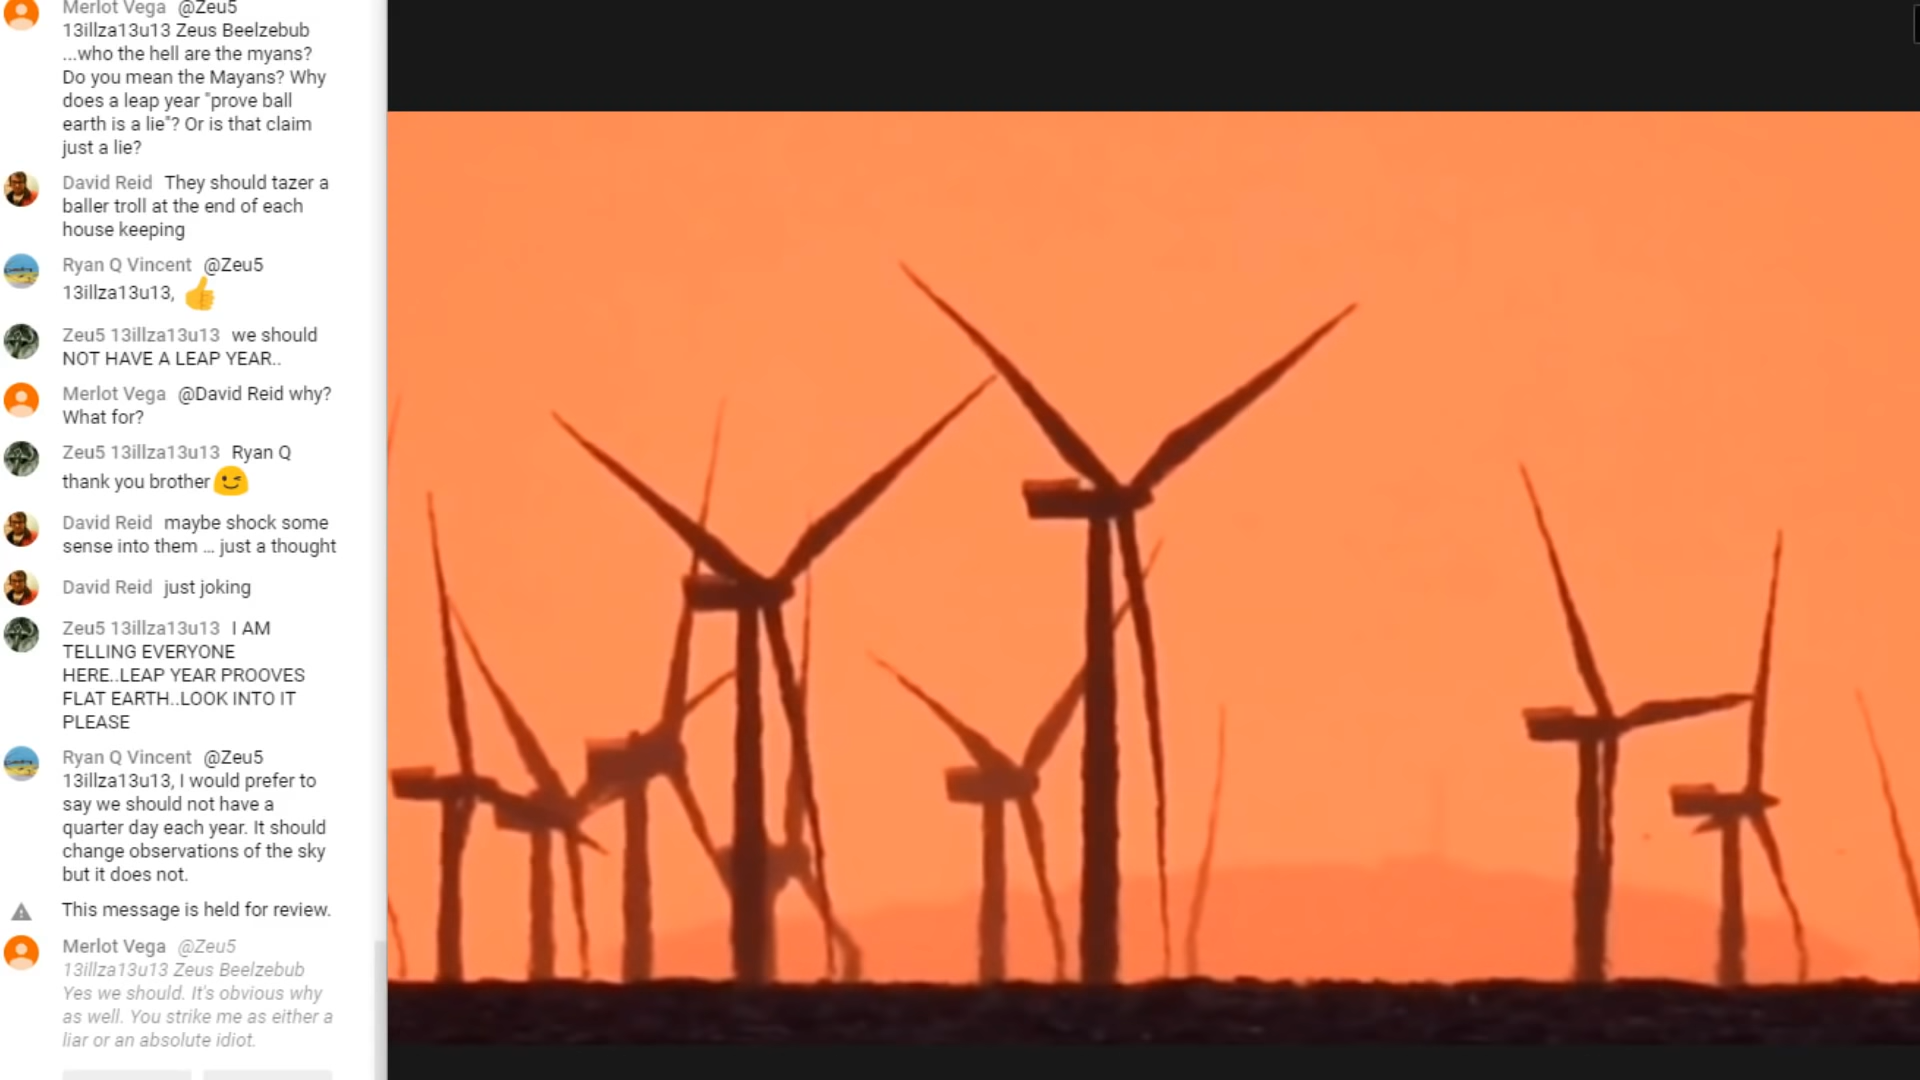 Merlot Vega @Zeu5
13illza13u13 Zeus Beelzebub
...who the hell are the myans?
Do you mean the Mayans? Why
does a leap year "prove ball
earth is a lie"? Or is that claim
just a lie?
David Reid They should tazer a
baller troll at the end of each
house keeping
Ryan Q Vincent @Zeu5
13illza13u13,
Zeu5 13illza13u13 we should
NOT HAVE A LEAP YEAR..
Merlot Vega @David Reid why?
What for?
Zeu5 13illza13u13 Ryan Q
thank you brother
David Reid maybe shock some
sense into them ... just a thought
David Reid just joking
Zeu5 13illza13u13 I AM
TELLING EVERYONE
HERE..LEAP YEAR PROOVES
FLAT EARTH..LOOK INTO IT
PLEASE
Ryan Q Vincent @Zeu5
13illza13u13, I would prefer to
say we should not have a
quarter day each year. It should
change observations of the sky
but it does not.
This message is held for review.
Merlot Vega @Zeu5
13illza13u13 Zeus Beelzebub
Yes we should. It's obvious why
as well. You strike me as either a
liar or an absolute idiot.